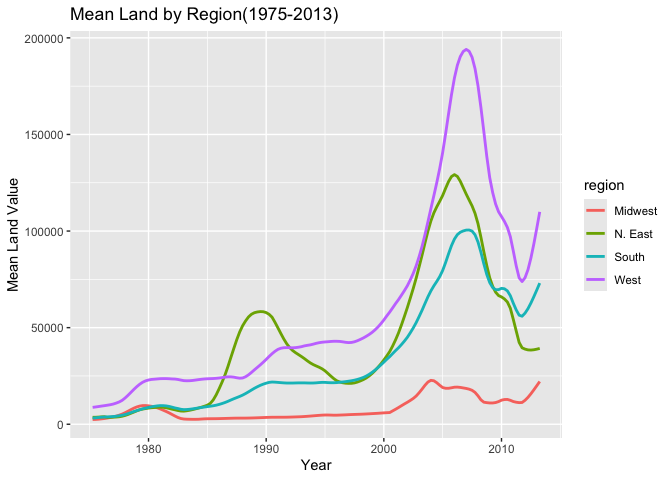 Mean Land by Region(1975-2013)
200000
150000
100000
50000
0
Mean Land Value
1980
1990
2000
2010
Year
region
Midwest
N. East
South
West